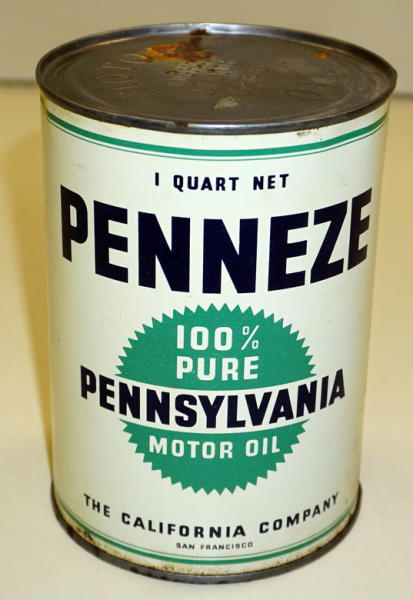 1 QUART NET
PENNEZE
100%
PURE
PENNSYLVANIA
MOTOR OIL
THE CALIFORNIA COMPANY
SAN FRANCISCO